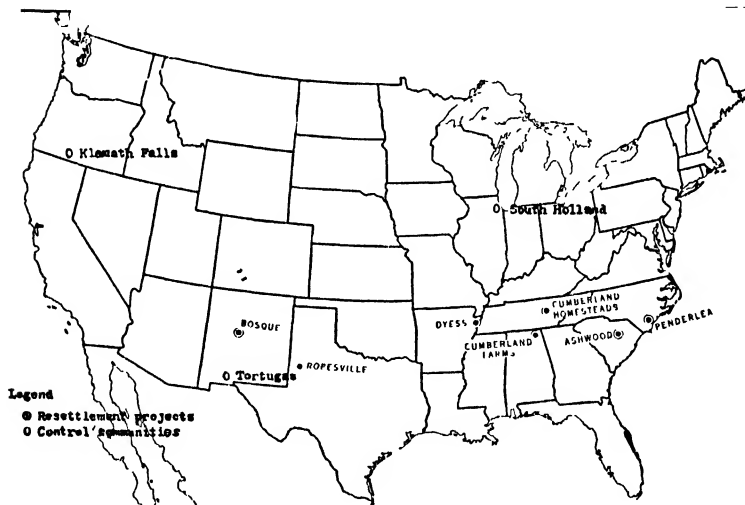 O Klamath Falls
O South Holland
CUMBERLAND
HOMESTEADS
DYESS
BOSQUE
PENDERLEA
CUMBERLAND
FARMS
ASHWOOD
ROPESVILLE
O Tortugas
Legend
Resettlement projects
O Control communities